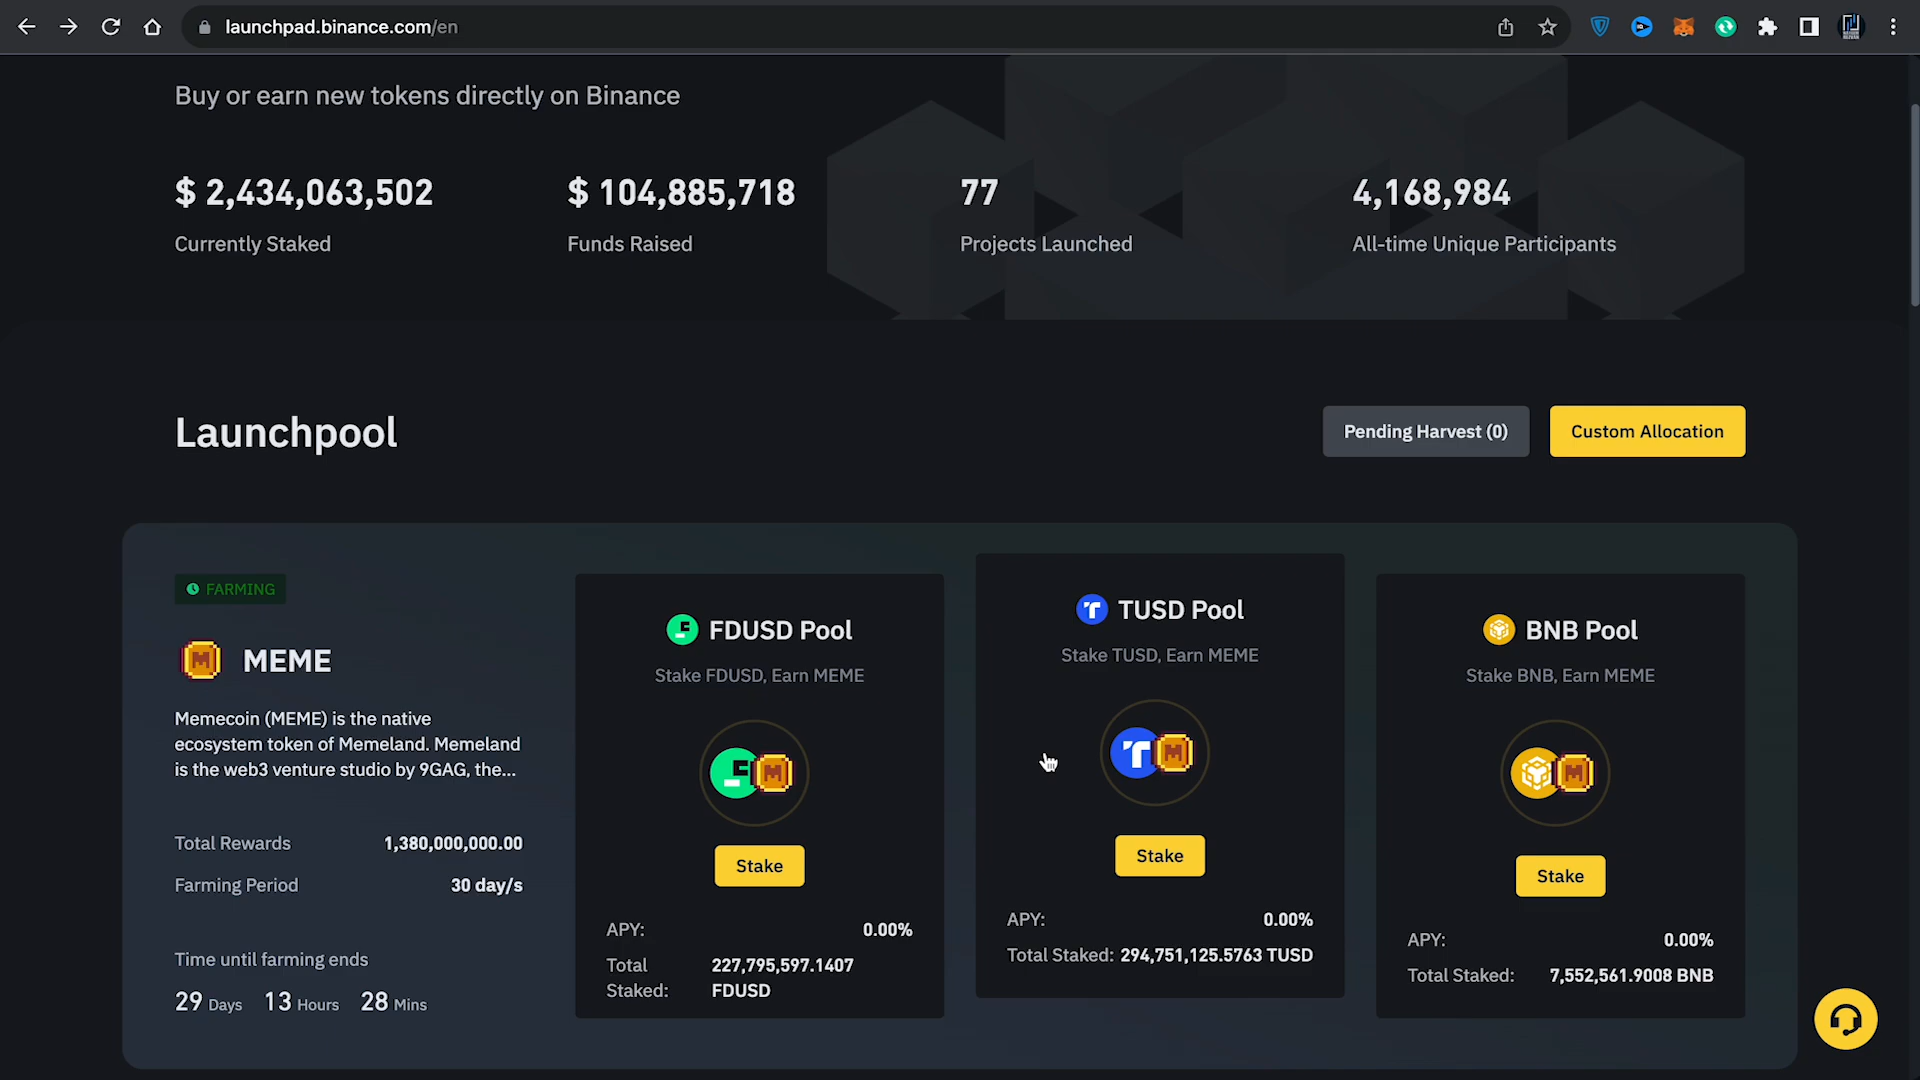 launchpad.binance.com/en
Buy or earn new tokens directly on Binance
$ 2,434,063,502
Currently Staked
$ 104,885,718
Funds Raised
77
Projects Launched
4,168,984
All-time Unique Participants
Launchpool
Pending Harvest (0)
Custom Allocation
FARMING
MEME
Memecoin (MEME) is the native
ecosystem token of Memeland. Memeland
is the web3 venture studio by 9GAG, the...
Total Rewards 1,380,000,000.00
Farming Period 30 day/s
Time until farming ends
29 Days 13 Hours 28 Mins
FDUSD Pool
Stake FDUSD, Earn MEME
Stake
APY: 0.00%
Total Staked: 227,795,597.1407 FDUSD
TUSD Pool
Stake TUSD, Earn MEME
Stake
APY: 0.00%
Total Staked: 294,751,125.5763 TUSD
BNB Pool
Stake BNB, Earn MEME
Stake
APY: 0.00%
Total Staked: 7,552,561.9008 BNB